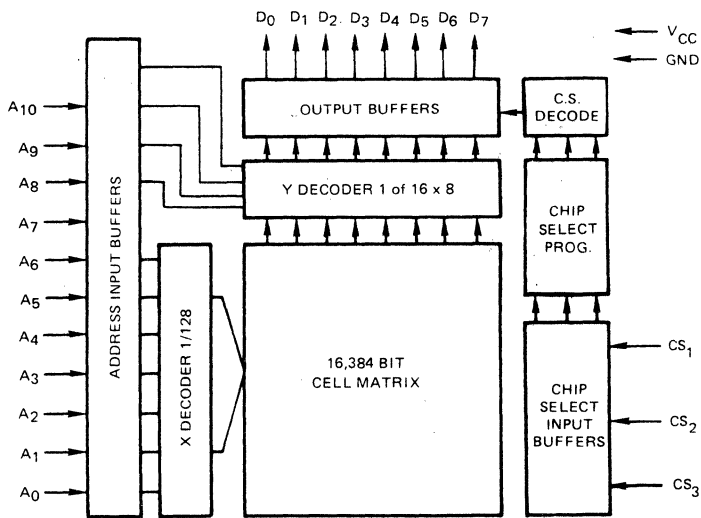 D0 D1 D2 D3 D4 D5 D6 D7
VCC
GND
OUTPUT BUFFERS
C.S.
DECODE
A10
A9
A8
A7
A6
A5
A4
A3
A2
A1
A0
ADDRESS INPUT BUFFERS
Y DECODER 1 of 16 x 8
CHIP
SELECT
PROG.
X DECODER 1/128
16,384 BIT
CELL MATRIX
CHIP
SELECT
INPUT
BUFFERS
CS1
CS2
CS3